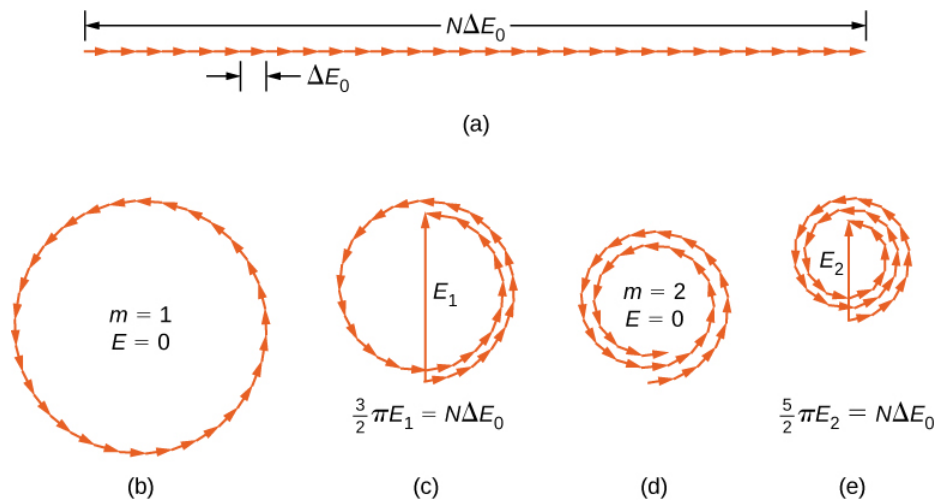 NΔE₀
ΔE₀
(a)
m = 1
E = 0
E₁
m = 2
E = 0
E₂
3/2 πE₁ = NΔE₀
5/2 πE₂ = NΔE₀
(b)
(c)
(d)
(e)